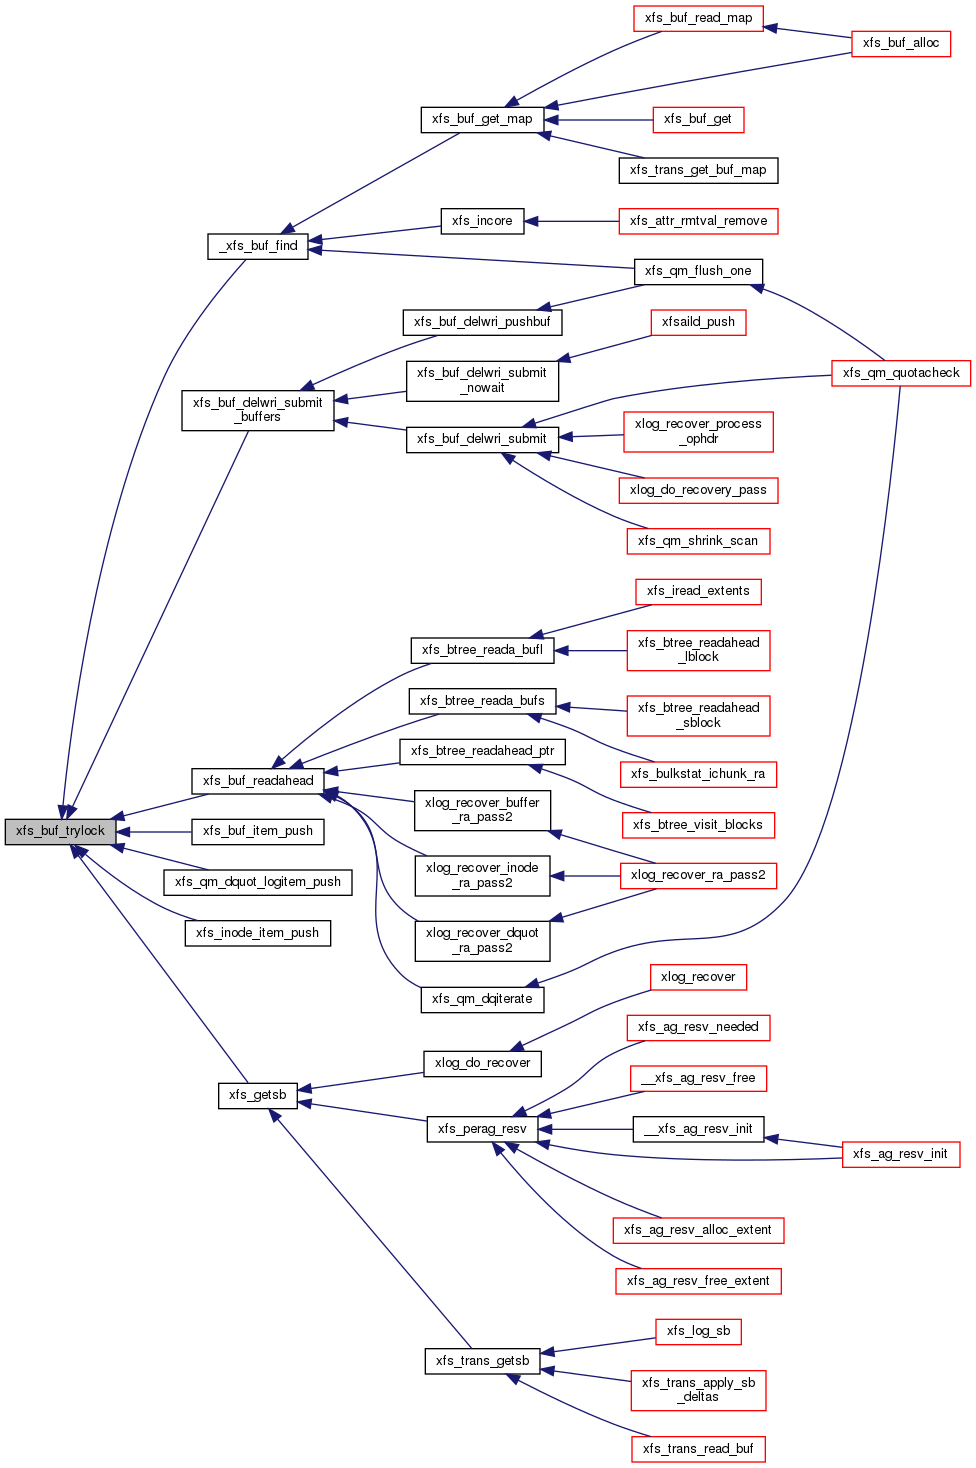 xfs_buf_read_map
xfs_buf_alloc
xfs_buf_get_map
xfs_buf_get
xfs_trans_get_buf_map
xfs_incore
xfs_attr_rmtval_remove
_xfs_buf_find
xfs_qm_flush_one
xfs_buf_delwri_pushbuf
xfsaild_push
xfs_buf_delwri_submit
_nowait
xfs_qm_quotacheck
xfs_buf_delwri_submit
_buffers
xfs_buf_delwri_submit
xlog_recover_process
_ophdr
xlog_do_recovery_pass
xfs_qm_shrink_scan
xfs_iread_extents
xfs_btree_reada_bufl
xfs_btree_readahead
_lblock
xfs_btree_reada_bufs
xfs_btree_readahead
_sblock
xfs_btree_readahead_ptr
xfs_bulkstat_ichunk_ra
xfs_buf_readahead
xlog_recover_buffer
_ra_pass2
xfs_btree_visit_blocks
xfs_buf_trylock
xfs_buf_item_push
xfs_qm_dquot_logitem_push
xlog_recover_inode
_ra_pass2
xlog_recover_ra_pass2
xfs_inode_item_push
xlog_recover_dquot
_ra_pass2
xfs_qm_dqiterate
xlog_recover
xfs_ag_resv_needed
xlog_do_recover
__xfs_ag_resv_free
xfs_getsb
xfs_perag_resv
__xfs_ag_resv_init
xfs_ag_resv_init
xfs_ag_resv_alloc_extent
xfs_ag_resv_free_extent
xfs_log_sb
xfs_trans_getsb
xfs_trans_apply_sb
_deltas
xfs_trans_read_buf